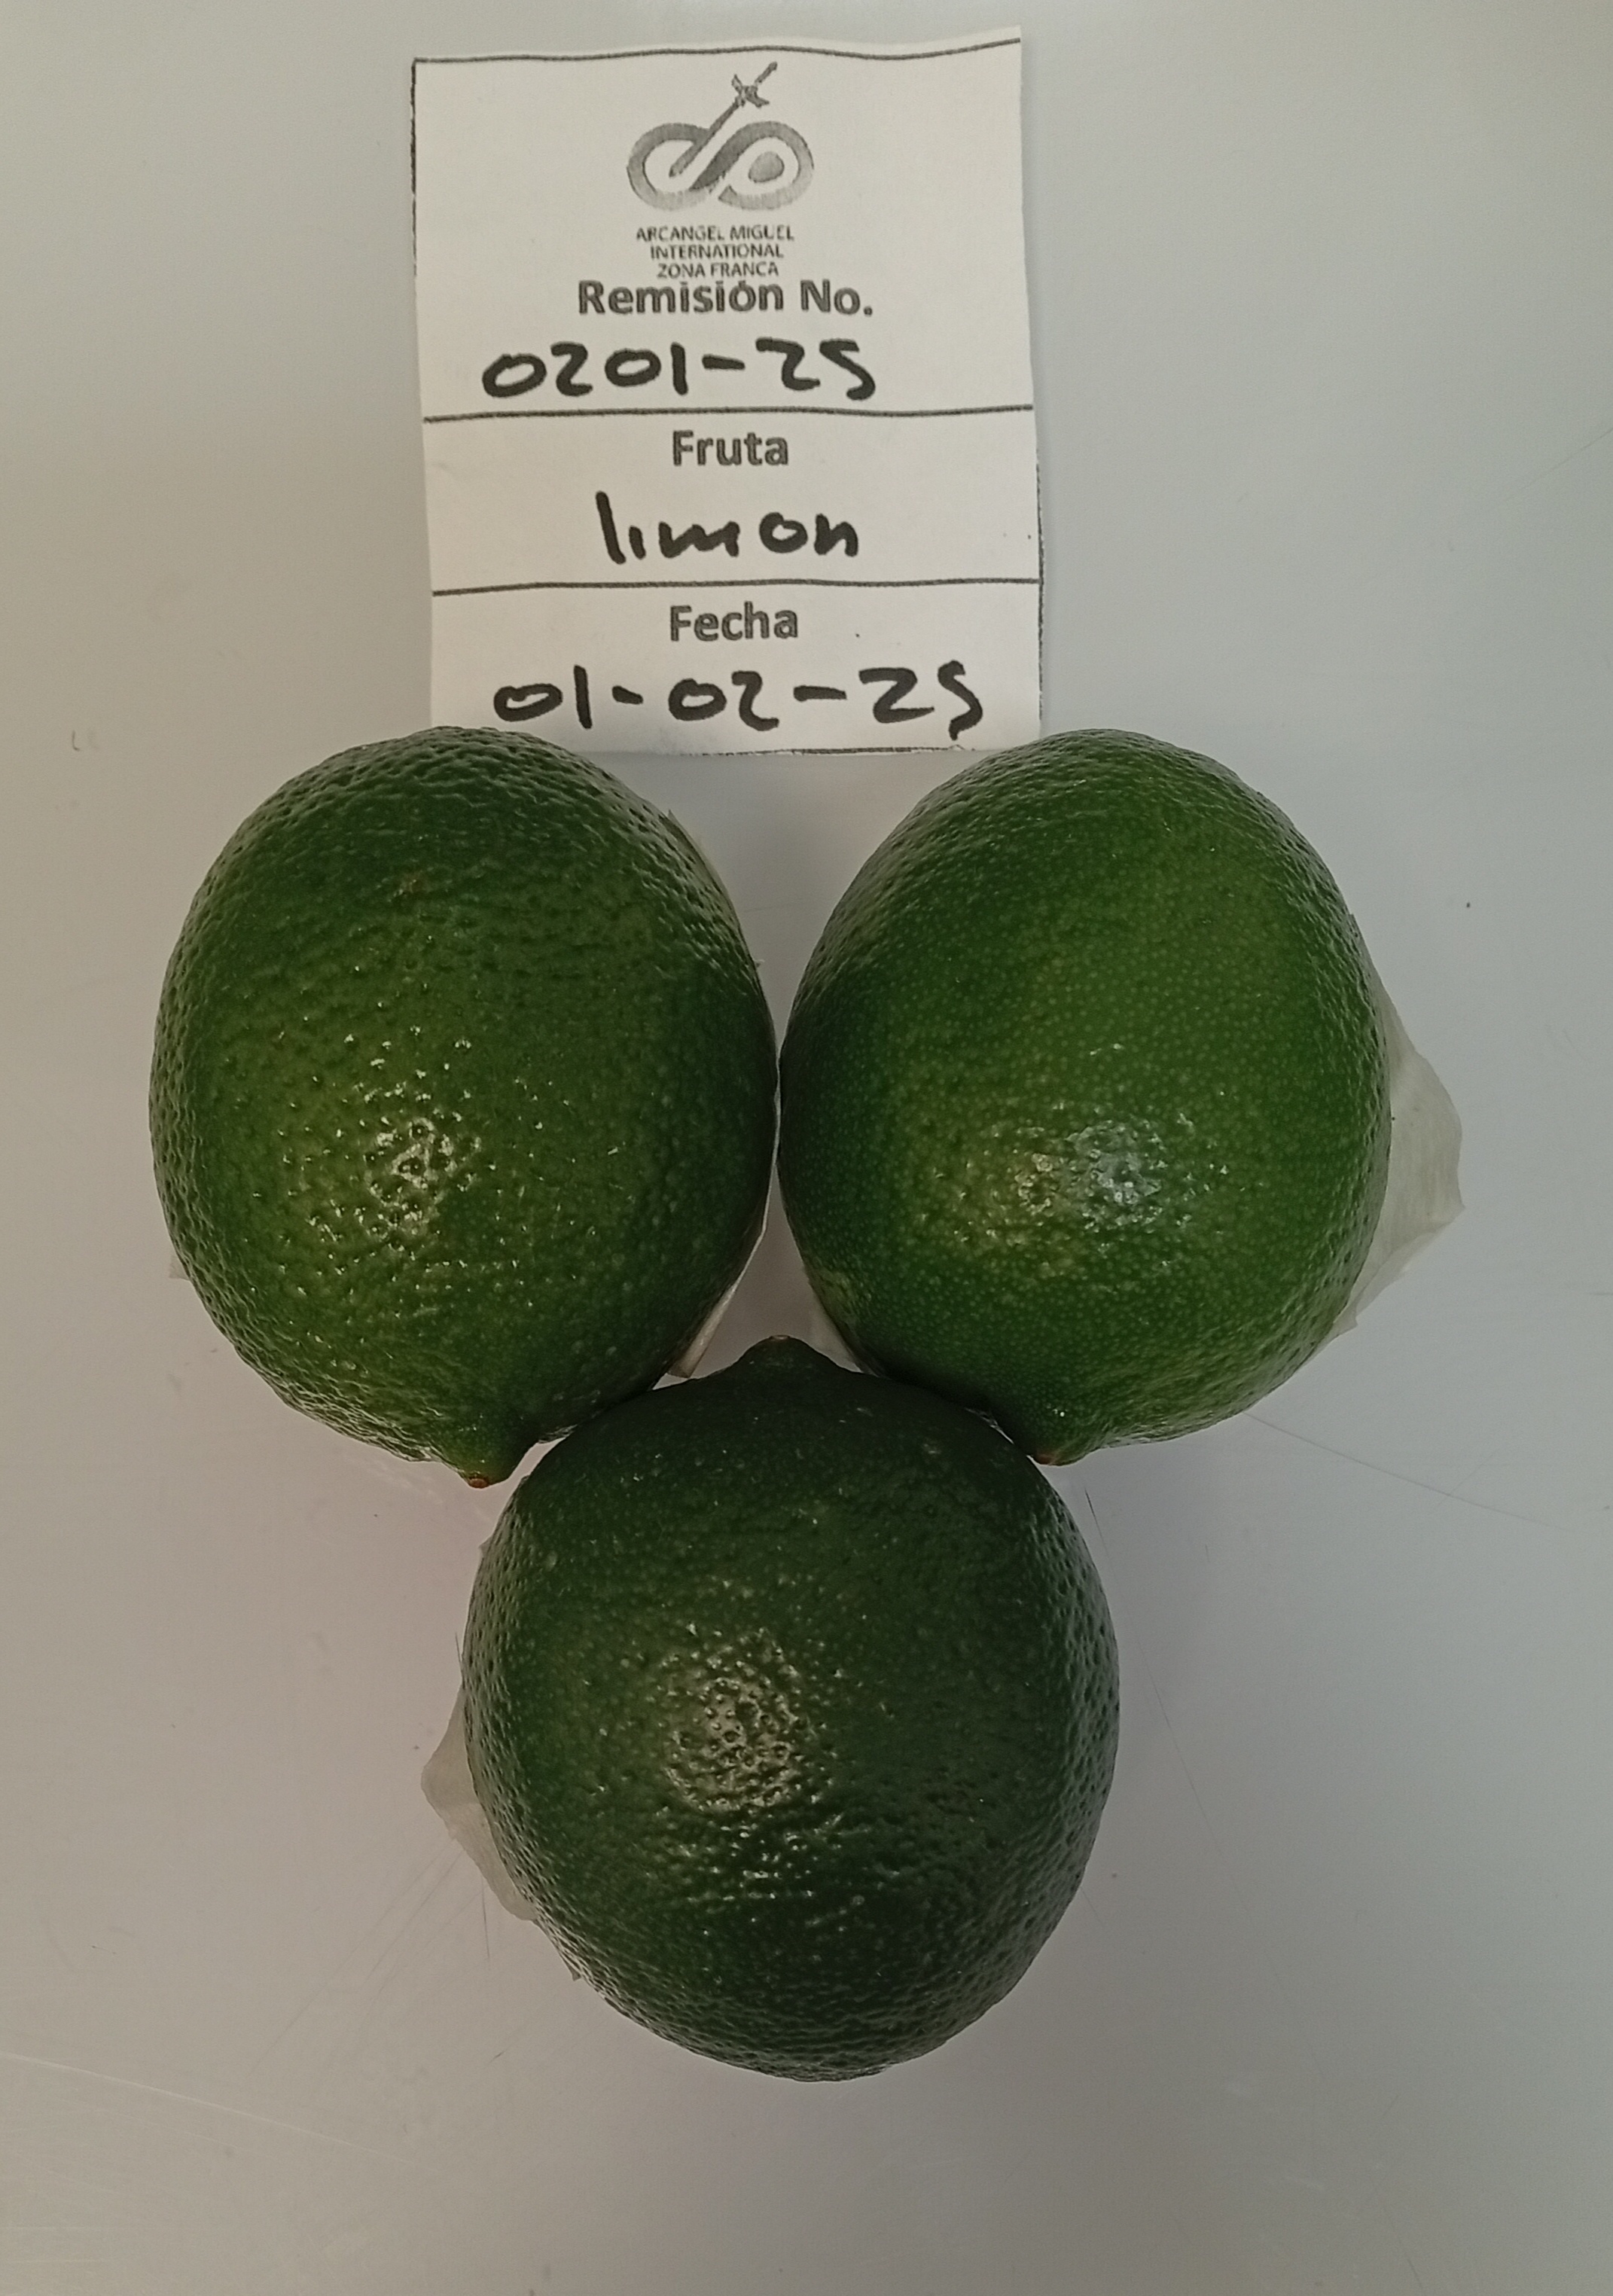 ARCANGEL MIGUEL
INTERNATIONAL
ZONA FRANCA
Remisión No.
0201-25
Fruta
limon
Fecha
01-02-25